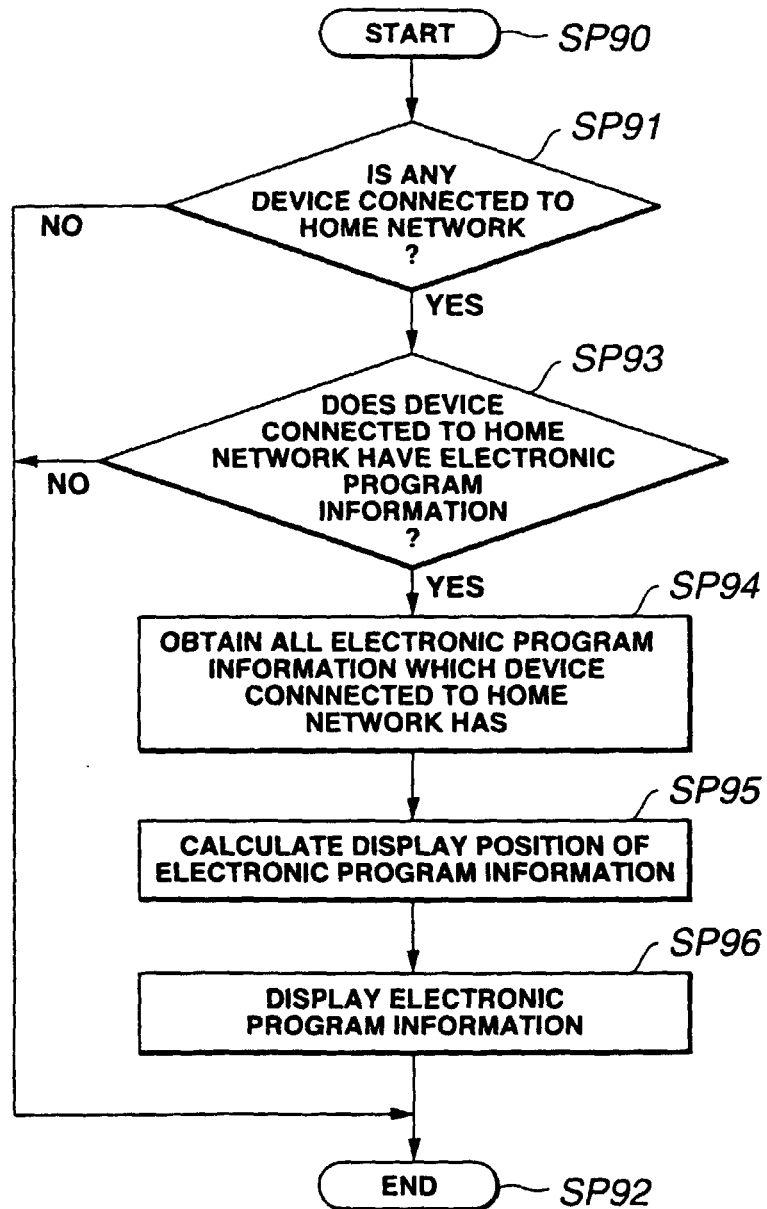 START
SP90
SP91
IS ANY
DEVICE CONNECTED TO
HOME NETWORK
?
NO
YES
SP93
DOES DEVICE
CONNECTED TO HOME
NETWORK HAVE ELECTRONIC
PROGRAM
INFORMATION
?
NO
YES
SP94
OBTAIN ALL ELECTRONIC PROGRAM
INFORMATION WHICH DEVICE
CONNNECTED TO HOME
NETWORK HAS
SP95
CALCULATE DISPLAY POSITION OF
ELECTRONIC PROGRAM INFORMATION
SP96
DISPLAY ELECTRONIC
PROGRAM INFORMATION
END
SP92